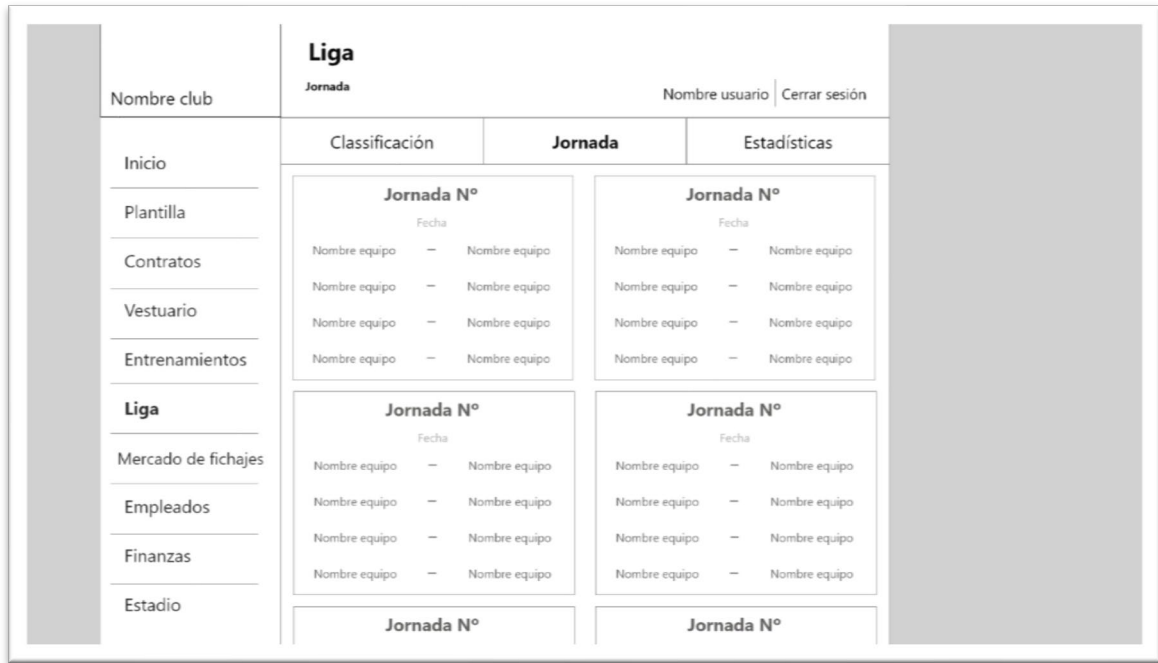 Nombre club
Inicio
Plantilla
Contratos
Vestuario
Entrenamientos
Liga
Mercado de fichajes
Empleados
Finanzas
Estadio
Liga
Jornada
Nombre usuario Cerrar sesión
Classificación Jornada Estadísticas
Jornada Nº
Fecha
Nombre equipo – Nombre equipo
Nombre equipo – Nombre equipo
Nombre equipo – Nombre equipo
Nombre equipo – Nombre equipo
Jornada Nº
Fecha
Nombre equipo – Nombre equipo
Nombre equipo – Nombre equipo
Nombre equipo – Nombre equipo
Nombre equipo – Nombre equipo
Jornada Nº
Fecha
Nombre equipo – Nombre equipo
Nombre equipo – Nombre equipo
Nombre equipo – Nombre equipo
Nombre equipo – Nombre equipo
Jornada Nº
Fecha
Nombre equipo – Nombre equipo
Nombre equipo – Nombre equipo
Nombre equipo – Nombre equipo
Nombre equipo – Nombre equipo
Jornada Nº
Jornada Nº